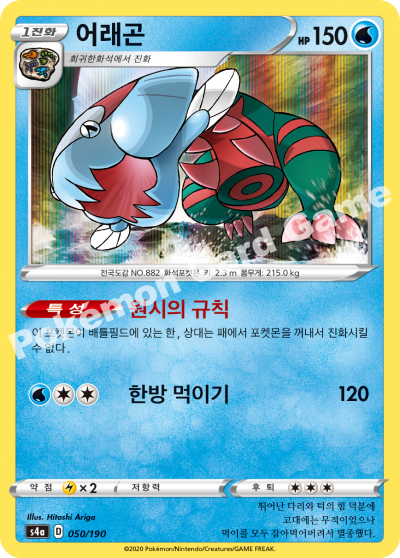 1진화
어래곤
HP 150
희귀한화석에서 진화
전국도감 NO.882 화석포켓몬 키: 2.3 m 몸무게: 215.0 kg
특성 원시의 규칙
이 포켓몬이 배틀필드에 있는 한, 상대는 패에서 포켓몬을 꺼내서 진화시킬
수 없다.
한방 먹이기 120
약점 ×2 저항력 후퇴
Illus. Hitoshi Ariga
s4a D 050/190
뛰어난 다리와 턱의 힘 덕분에
고대에는 무적이었으나
먹이를 모두 잡아먹어버려서 멸종했다.
©2020 Pokémon/Nintendo/Creatures/GAME FREAK.
Pokémon Card Game